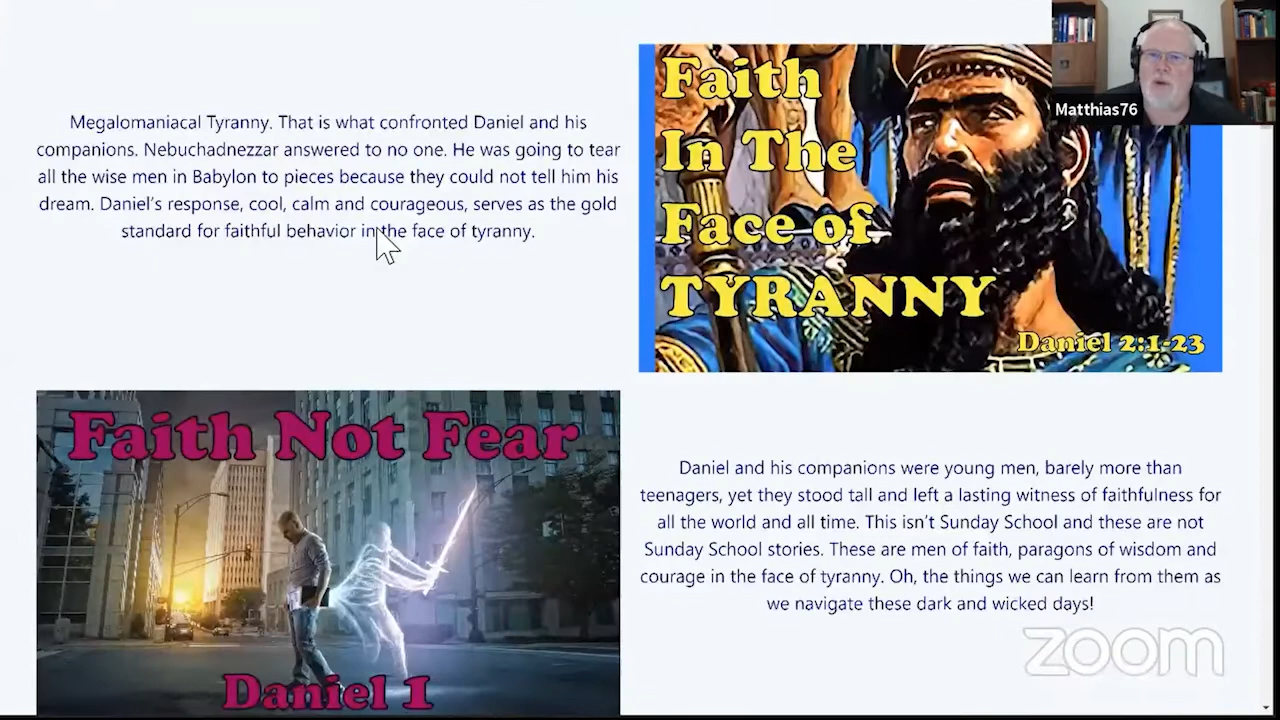 Megalomaniacal Tyranny. That is what confronted Daniel and his
companions. Nebuchadnezzar answered to no one. He was going to tear
all the wise men in Babylon to pieces because they could not tell him his
dream. Daniel's response, cool, calm and courageous, serves as the gold
standard for faithful behavior in the face of tyranny.
Faith
In The
Face of
TYRANNY
Daniel 2:1-23
Matthias76
Faith Not Fear
Daniel 1
Daniel and his companions were young men, barely more than
teenagers, yet they stood tall and left a lasting witness of faithfulness for
all the world and all time. This isn't Sunday School and these are not
Sunday School stories. These are men of faith, paragons of wisdom and
courage in the face of tyranny. Oh, the things we can learn from them as
we navigate these dark and wicked days!
zoom